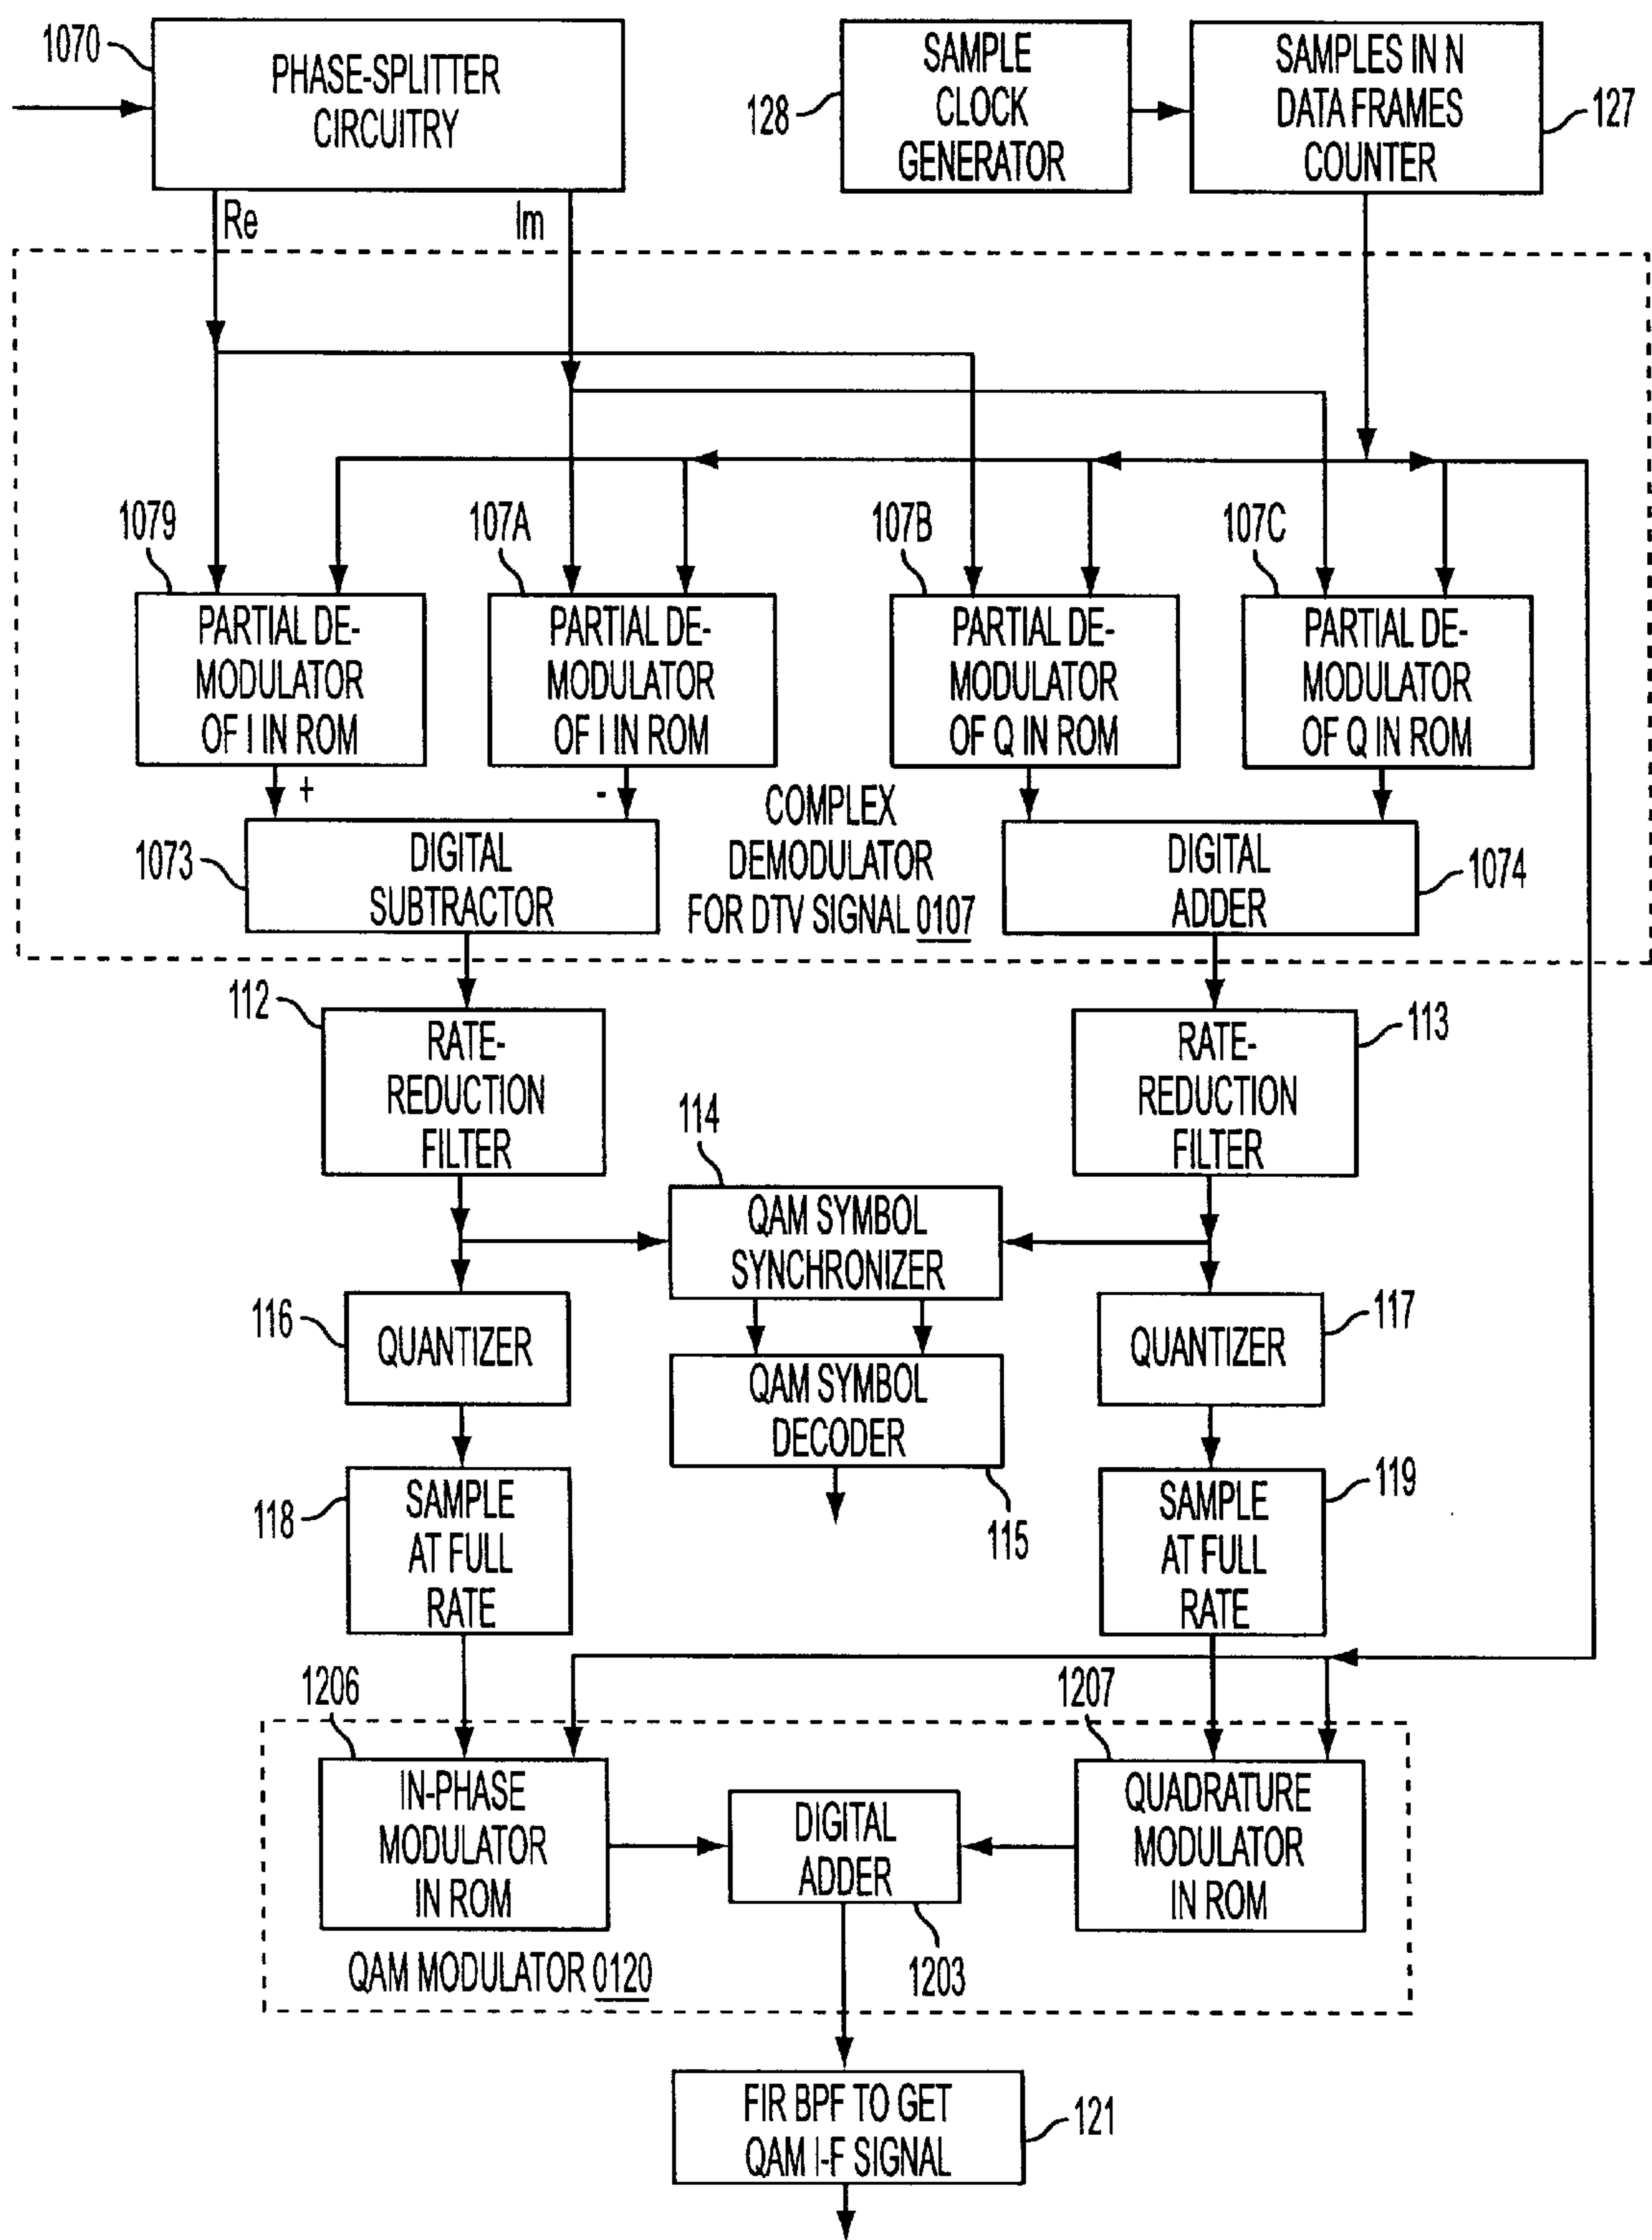 1070
PHASE-SPLITTER
CIRCUITRY
SAMPLE
CLOCK
GENERATOR
128
SAMPLES IN N
DATA FRAMES
COUNTER
127
Re
Im
1079
PARTIAL DE-
MODULATOR
OF I IN ROM
107A
PARTIAL DE-
MODULATOR
OF I IN ROM
107B
PARTIAL DE-
MODULATOR
OF Q IN ROM
107C
PARTIAL DE-
MODULATOR
OF Q IN ROM
+
-
1073
DIGITAL
SUBTRACTOR
COMPLEX
DEMODULATOR
FOR DTV SIGNAL 0107
DIGITAL
ADDER
1074
112
RATE-
REDUCTION
FILTER
113
RATE-
REDUCTION
FILTER
114
QAM SYMBOL
SYNCHRONIZER
116
QUANTIZER
117
QUANTIZER
QAM SYMBOL
DECODER
115
118
SAMPLE
AT FULL
RATE
119
SAMPLE
AT FULL
RATE
1206
IN-PHASE
MODULATOR
IN ROM
1207
QUADRATURE
MODULATOR
IN ROM
DIGITAL
ADDER
1203
QAM MODULATOR 0120
FIR BPF TO GET
QAM I-F SIGNAL
121